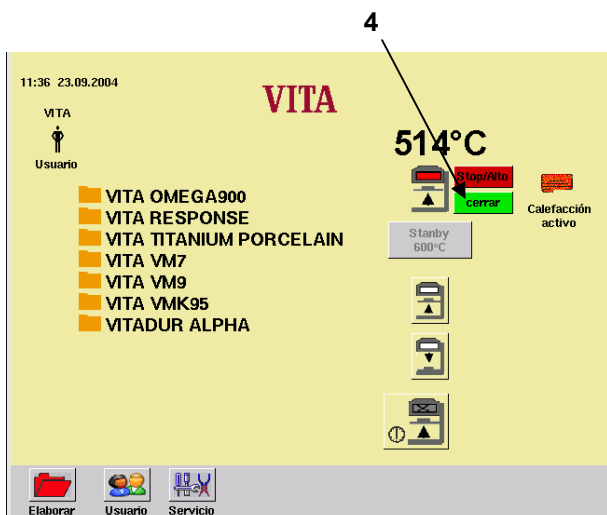 4
11:36 23.09.2004
VITA
VITA
Usuario
514°C
Stop/Alto
cerrar
Calefacción
activo
Stanby
600°C
VITA OMEGA900
VITA RESPONSE
VITA TITANIUM PORCELAIN
VITA VM7
VITA VM9
VITA VMK95
VITADUR ALPHA
Elaborar
Usuario
Servicio